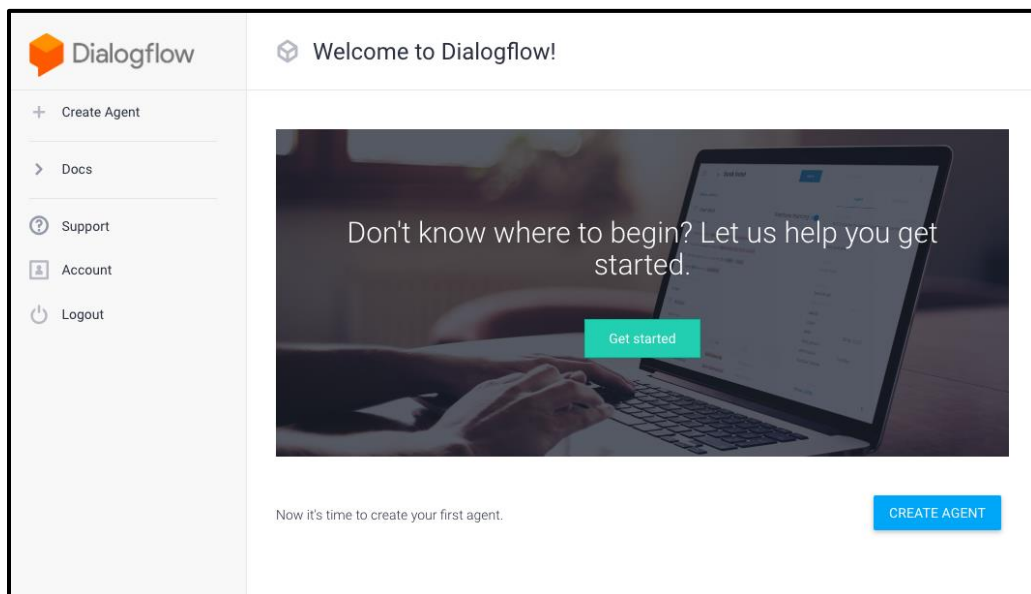 Dialogflow
Welcome to Dialogflow!
Create Agent
Docs
Support
Account
Logout
Don't know where to begin? Let us help you get
started.
Get started
Now it's time to create your first agent.
CREATE AGENT